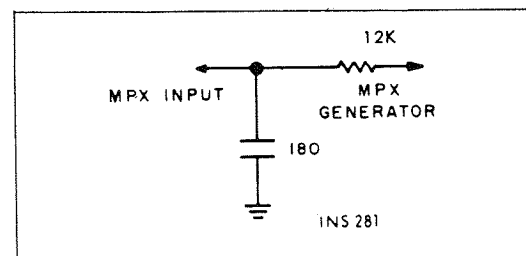 12K
MPX INPUT
MPX
GENERATOR
180
INS 281